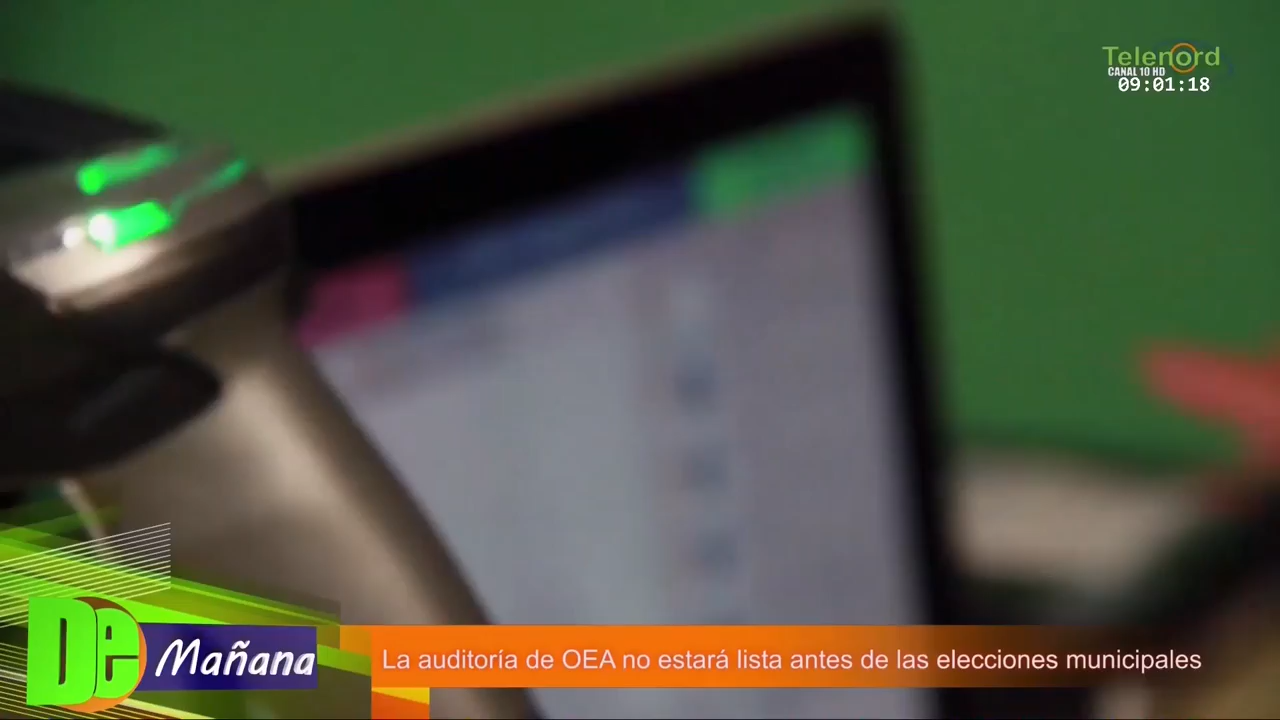 Telenord
CANAL 10 HD
09:01:18
De Mañana
La auditoría de OEA no estará lista antes de las elecciones municipales